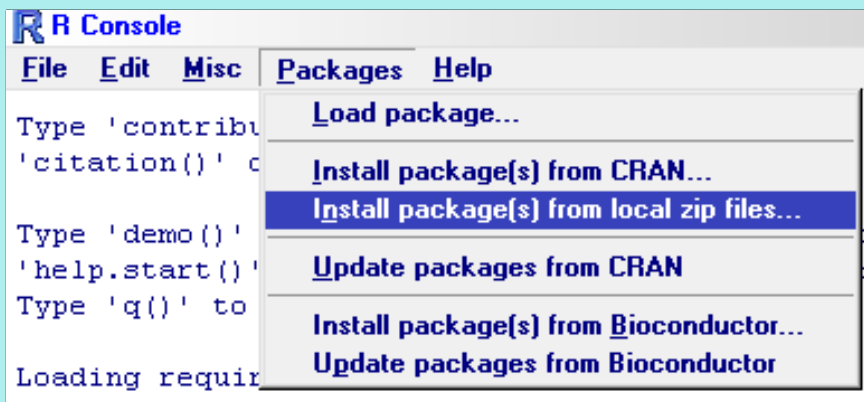 R R Console
File Edit Misc Packages Help
Load package...
Install package(s) from CRAN...
Install package(s) from local zip files...
Update packages from CRAN
Install package(s) from Bioconductor...
Update packages from Bioconductor
Type 'contribu
'citation()'
Type 'demo()'
'help.start()'
Type 'q()' to
Loading requir